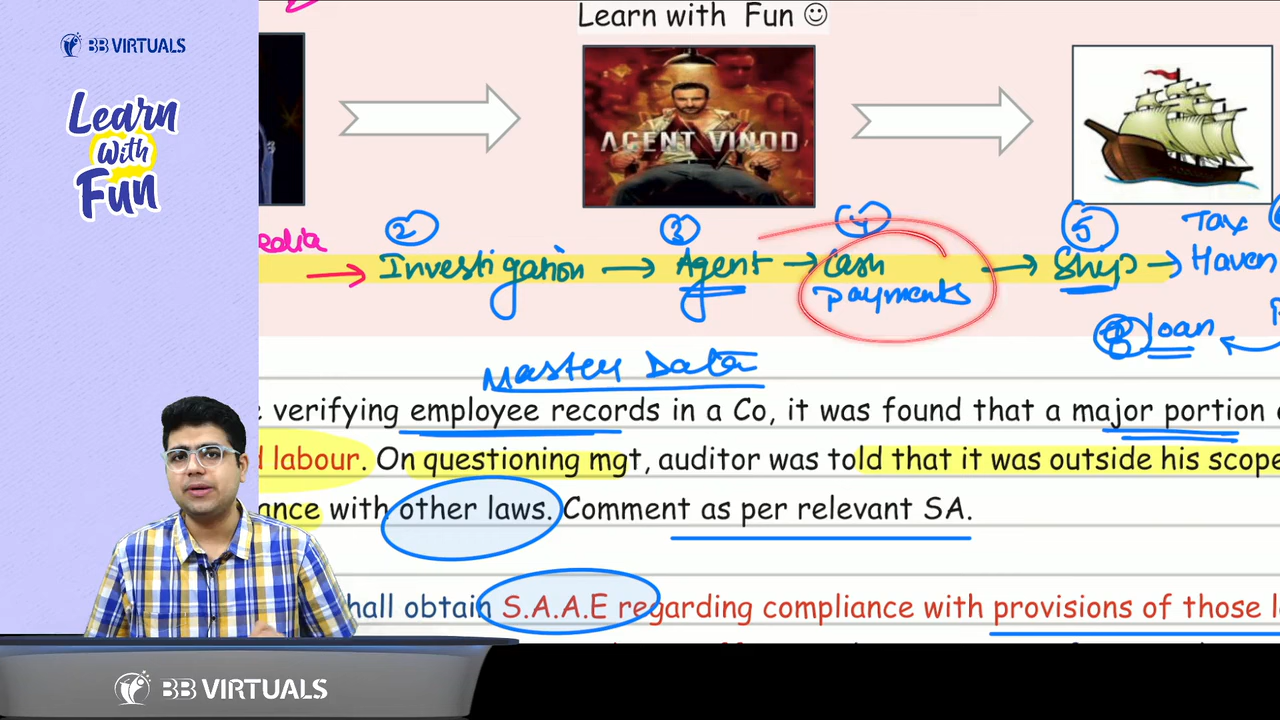 Learn with Fun ☺
BB VIRTUALS
Learn
With
Fun
AGENT VINOD
2 3 4 5 Tax
edia → Investigation → Agent → Cash → Ship → Haven
payments
8 loan
Master Data
e verifying employee records in a Co, it was found that a major portion
d labour. On questioning mgt, auditor was told that it was outside his scope
ance with other laws. Comment as per relevant SA.
hall obtain S.A.A.E regarding compliance with provisions of those l
BB VIRTUALS